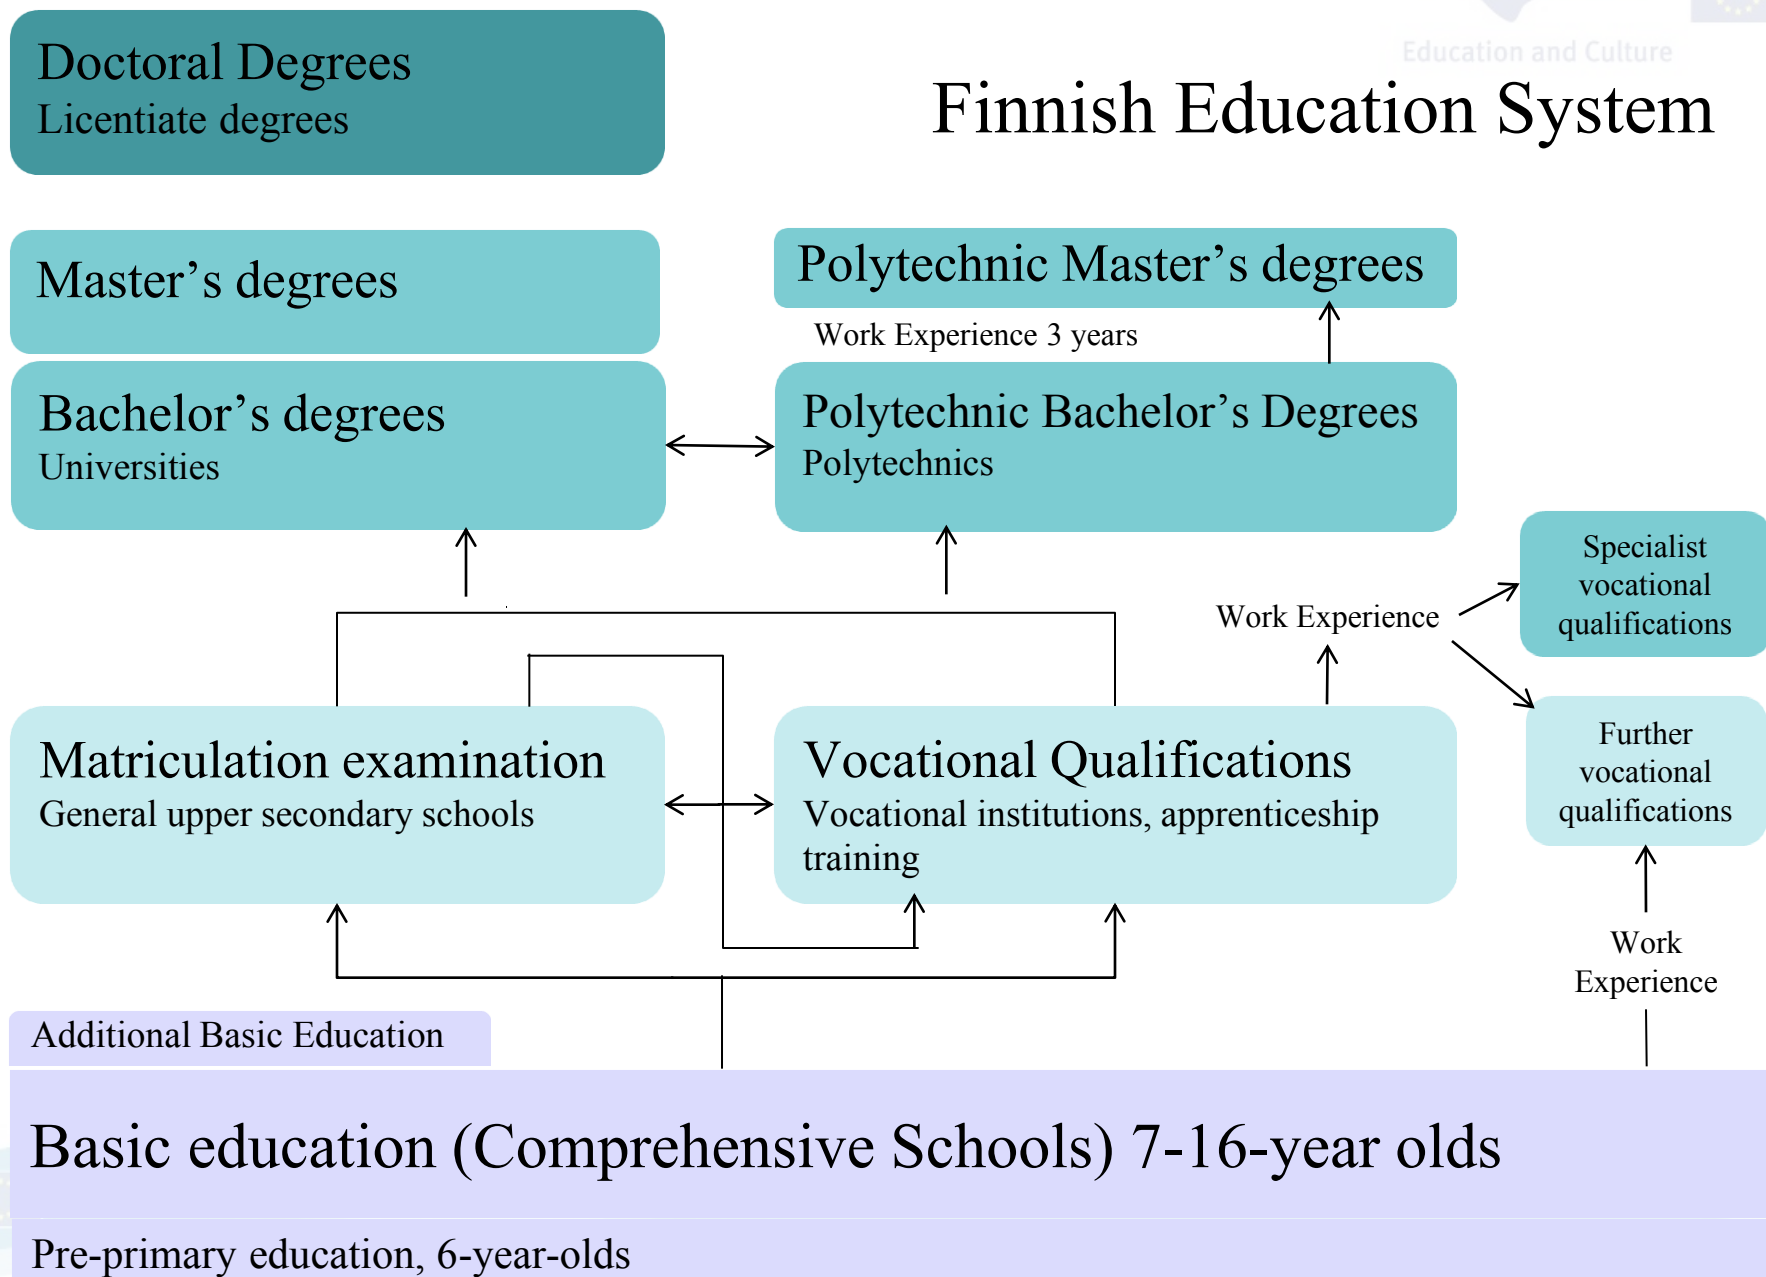 Education and Culture
Finnish Education System
Doctoral Degrees
Licentiate degrees
Master’s degrees
Polytechnic Master’s degrees
Work Experience 3 years
Bachelor’s degrees
Universities
Polytechnic Bachelor’s Degrees
Polytechnics
Specialist
vocational
qualifications
Work Experience
Matriculation examination
General upper secondary schools
Vocational Qualifications
Vocational institutions, apprenticeship
training
Further
vocational
qualifications
Work
Experience
Additional Basic Education
Basic education (Comprehensive Schools) 7-16-year olds
Pre-primary education, 6-year-olds